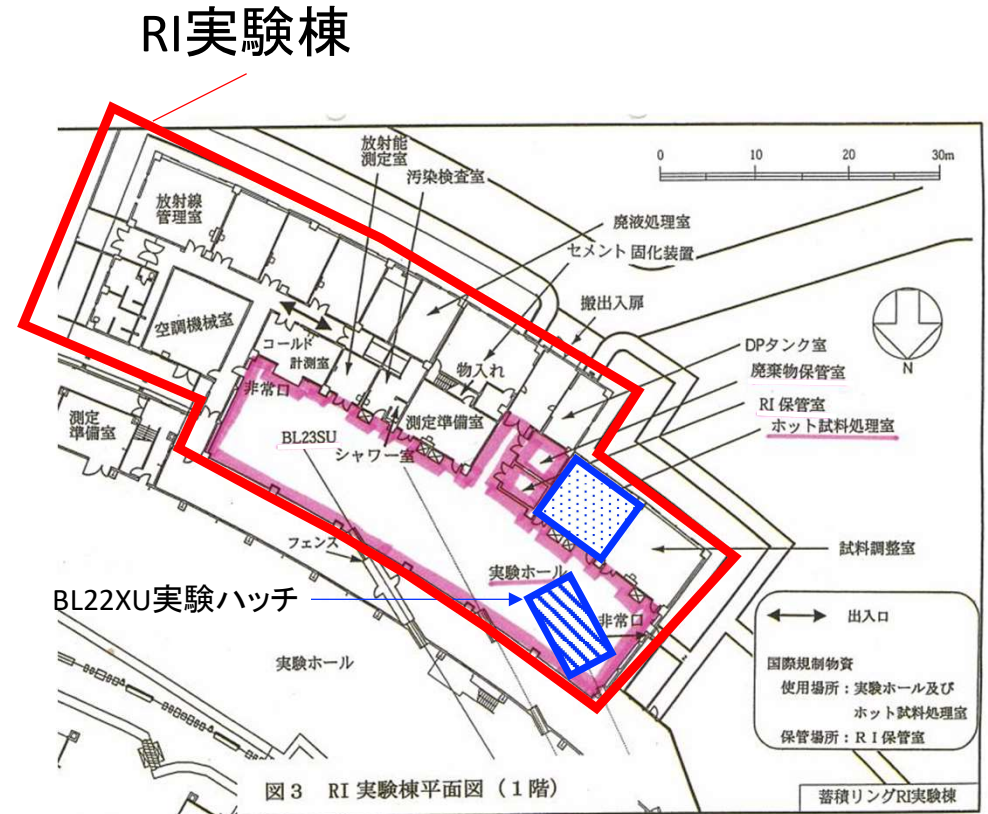 RI実験棟
放射能
測定室
汚染検査室
0 10 20 30m
放射線
管理室
廃液処理室
セメント固化装置
搬出入扉
空調機械室
コールド
計測室
物入れ
DPタンク室
廃棄物保管室
RI保管室
ホット試料処理室
N
非常口
測定
準備室
測定準備室
BL23SU
シャワー室
フェンス
試料調整室
実験ホール
BL22XU実験ハッチ
非常口
実験ホール
出入口
国際規制物資
使用場所：実験ホール及び
ホット試料処理室
保管場所：RI保管室
図3 RI実験棟平面図（1階）
蓄積リングRI実験棟